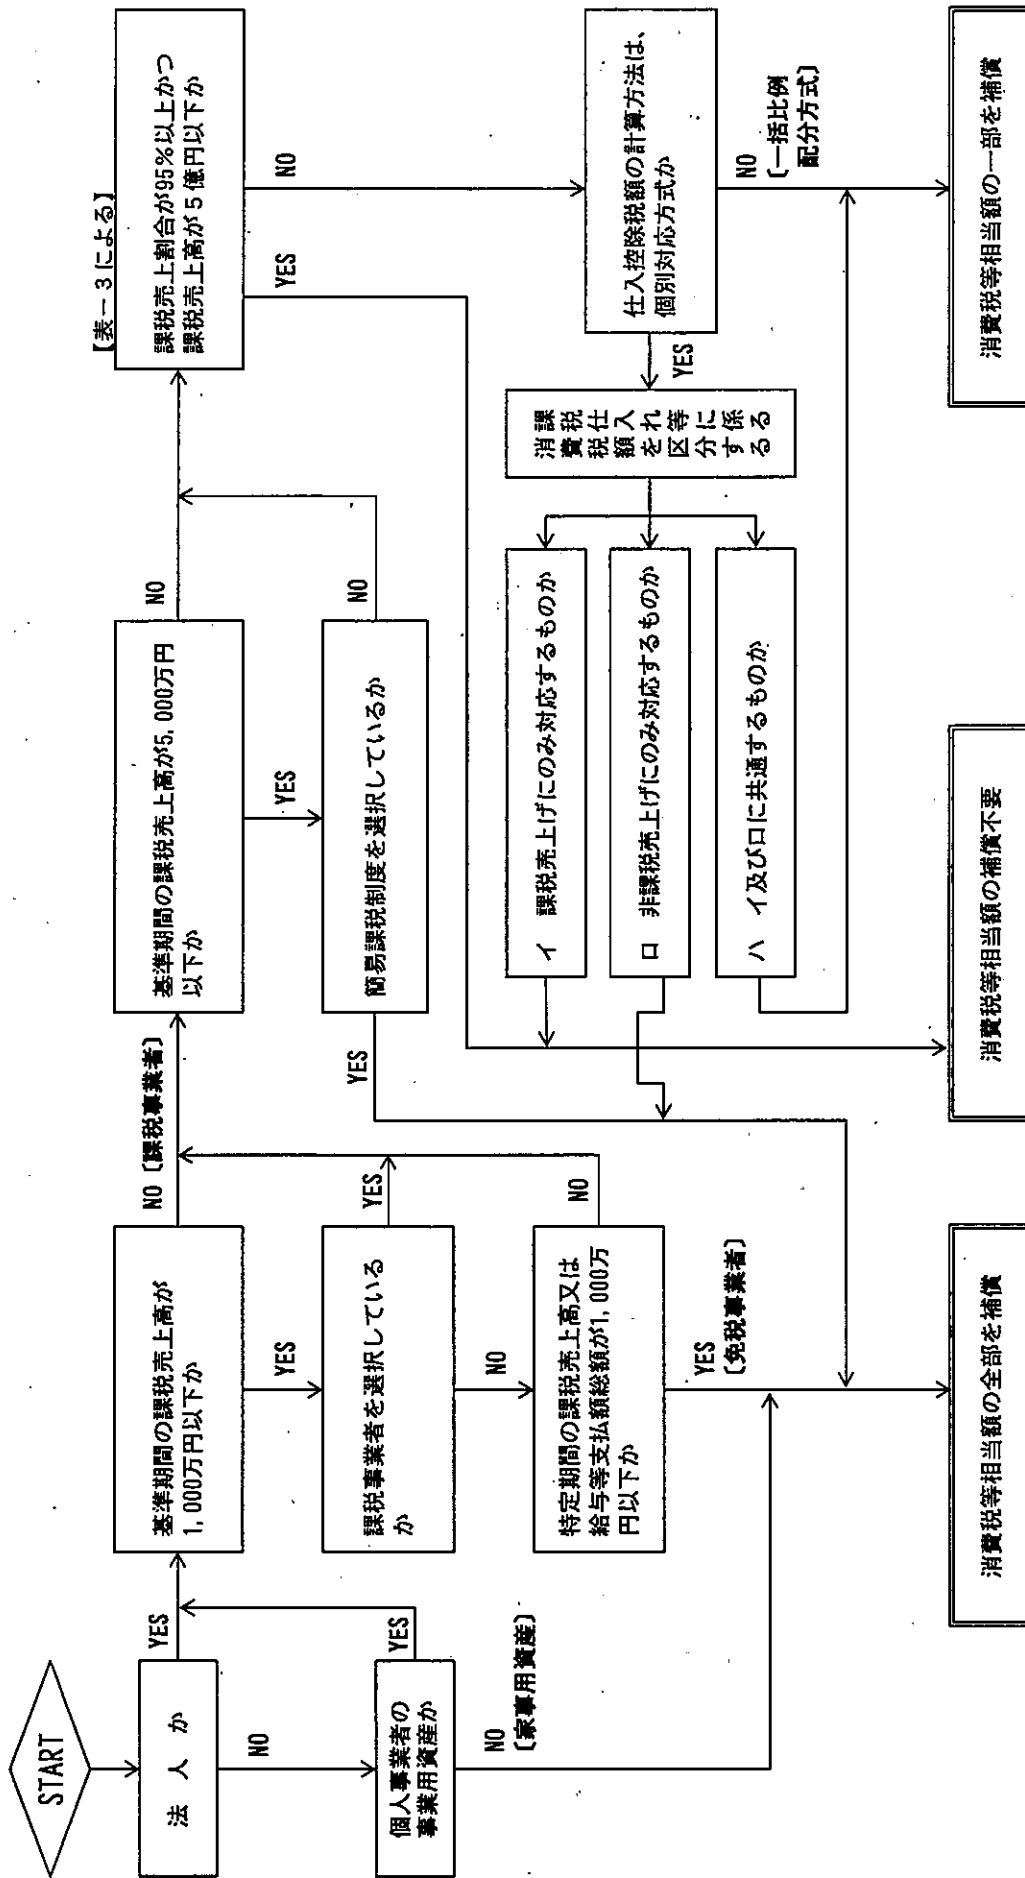 START
法 人 か
YES
NO
個人事業者の
事業用資産か
YES
NO
〔家事用資産〕
基準期間の課税売上高が
1,000万円以下か
NO〔課税事業者〕
YES
課税事業者を選択している
か
YES
NO
特定期間の課税売上高又は
給与等支払額総額が1,000万
円以下か
NO
YES
〔免税事業者〕
基準期間の課税売上高が5,000万円
以下か
NO
YES
簡易課税制度を選択しているか
NO
YES
【表-3による】
課税売上割合が95%以上かつ
課税売上高が5億円以下か
NO
YES
仕入控除税額の計算方法は、
個別対応方式か
NO
〔一括比例
配分方式〕
YES
課税仕入れ等に係る
消費税額を区分する
イ 課税売上げにのみ対応するものか
ロ 非課税売上げにのみ対応するものか
ハ イ及びロに共通するものか
消費税等相当額の全部を補償
消費税等相当額の補償不要
消費税等相当額の一部を補償